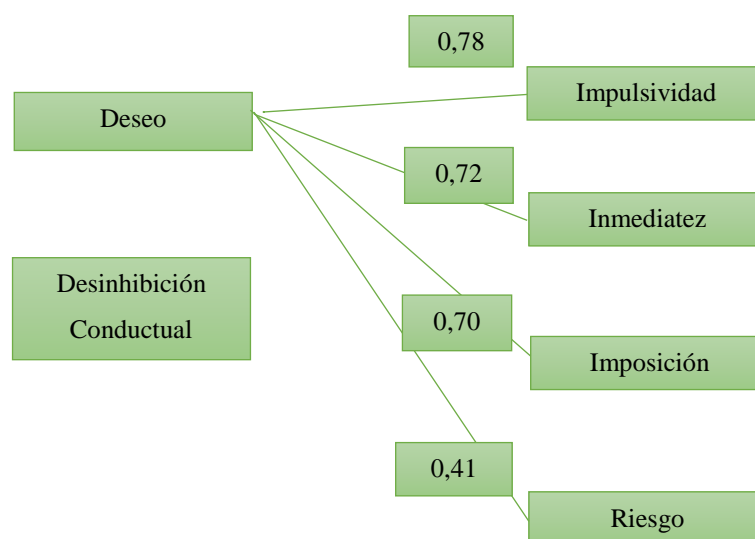 0,78
Impulsividad
Deseo
0,72
Inmediatez
Desinhibición
Conductual
0,70
Imposición
0,41
Riesgo